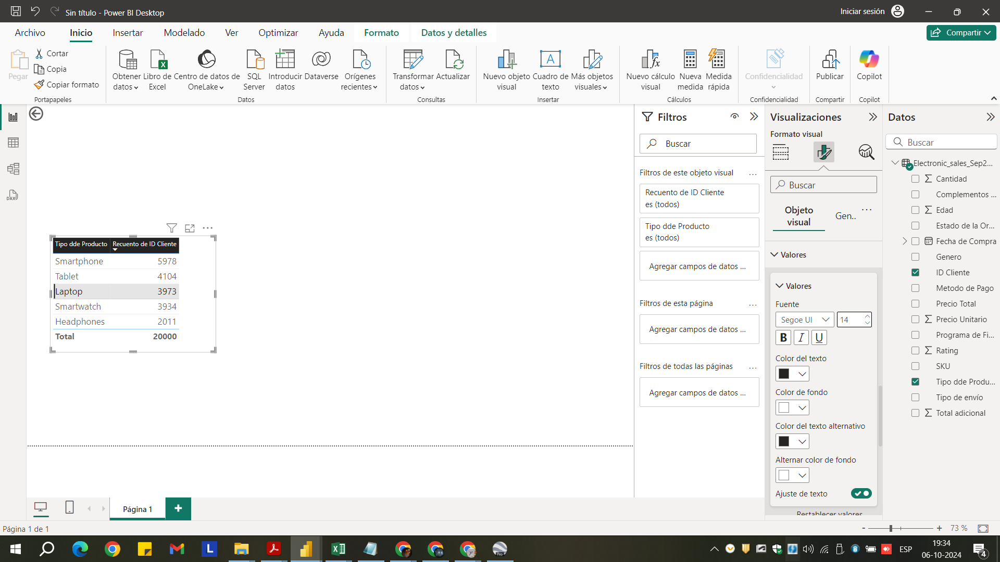 Sin título - Power BI Desktop
Iniciar sesión
Archivo
Inicio
Insertar
Modelado
Ver
Optimizar
Ayuda
Formato
Datos y detalles
Compartir
Pegar
Cortar
Copia
Copiar formato
Portapapeles
Obtener datos
Libro de Excel
Centro de datos de OneLake
SQL Server
Introducir datos
Dataverse
Orígenes recientes
Datos
Transformar datos
Actualizar
Consultas
Nuevo objeto visual
A
Cuadro de texto
Más objetos visuales
Insertar
Nuevo cálculo visual
Nueva medida
Medida rápida
Cálculos
Confidencialidad
Confidencialidad
Publicar
Compartir
Copilot
Copilot
DAX
Tipo dde Producto Recuento de ID Cliente
Smartphone 5978
Tablet 4104
Laptop 3973
Smartwatch 3934
Headphones 2011
Total 20000
Filtros
Buscar
Filtros de este objeto visual ...
Recuento de ID Cliente
es (todos)
Tipo dde Producto
es (todos)
Agregar campos de datos ...
Filtros de esta página ...
Agregar campos de datos ...
Filtros de todas las páginas ...
Agregar campos de datos ...
Visualizaciones
Formato visual
Buscar
Objeto visual
Gen..
...
Valores
Valores
Fuente
Segoe UI 14
B I U
Color del texto
Color de fondo
Color del texto alternativo
Alternar color de fondo
Ajuste de texto
Restablecer valores
Datos
Buscar
Electronic_sales_Sep2...
Cantidad
Complementos ...
Edad
Estado de la Or...
Fecha de Compra
Genero
ID Cliente
Metodo de Pago
Precio Total
Precio Unitario
Programa de Fi...
Rating
SKU
Tipo dde Produ...
Tipo de envío
Total adicional
Página 1
+
Página 1 de 1
- + 73 %
L
Pro
ESP
19:34
06-10-2024
4